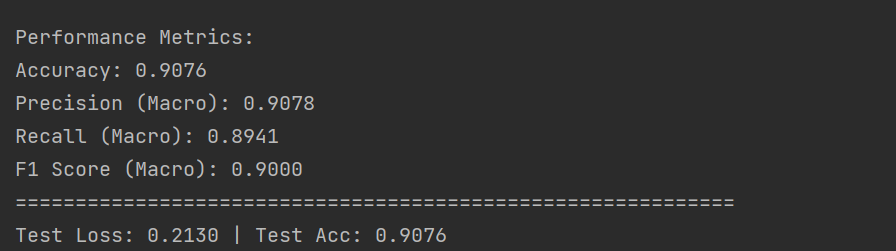 Performance Metrics:
Accuracy: 0.9076
Precision (Macro): 0.9078
Recall (Macro): 0.8941
F1 Score (Macro): 0.9000
============================================================
Test Loss: 0.2130 | Test Acc: 0.9076